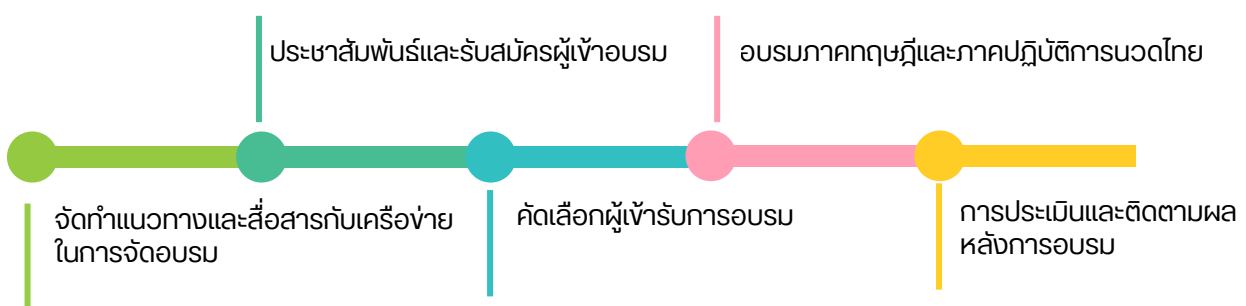 ประชาสัมพันธ์และรับสมัครผู้เข้าอบรม
อบรมภาคทฤษฎีและภาคปฏิบัติการนวดไทย
จัดทำแนวทางและสื่อสารกับเครือข่าย
ในการจัดอบรม
คัดเลือกผู้เข้ารับการอบรม
การประเมินและติดตามผล
หลังการอบรม